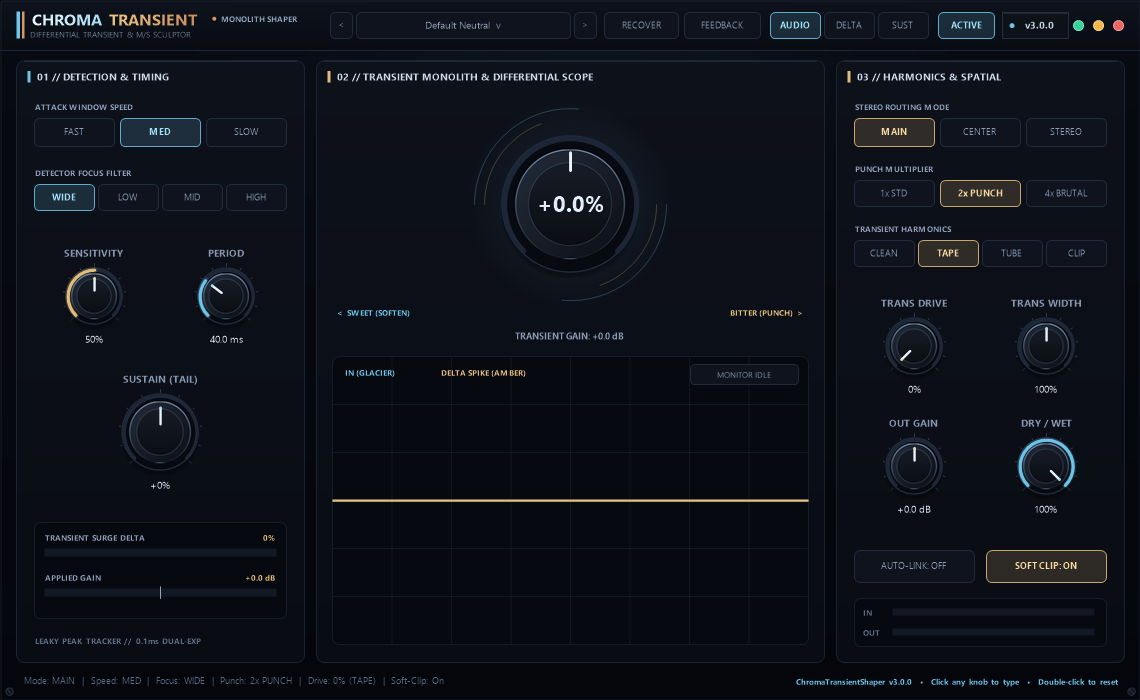 CHROMA TRANSIENT • MONOLITH SHAPER
DIFFERENTIAL TRANSIENT & M/S SCULPTOR
< Default Neutral v > RECOVER FEEDBACK AUDIO DELTA SUST ACTIVE • v3.0.0
01 // DETECTION & TIMING
ATTACK WINDOW SPEED
FAST MED SLOW
DETECTOR FOCUS FILTER
WIDE LOW MID HIGH
SENSITIVITY PERIOD
50% 40.0 ms
SUSTAIN (TAIL)
+0%
TRANSIENT SURGE DELTA 0%
APPLIED GAIN +0.0 dB
LEAKY PEAK TRACKER // 0.1ms DUAL-EXP
02 // TRANSIENT MONOLITH & DIFFERENTIAL SCOPE
+0.0%
< SWEET (SOFTEN) BITTER (PUNCH) >
TRANSIENT GAIN: +0.0 dB
IN (GLACIER) DELTA SPIKE (AMBER) MONITOR IDLE
03 // HARMONICS & SPATIAL
STEREO ROUTING MODE
MAIN CENTER STEREO
PUNCH MULTIPLIER
1x STD 2x PUNCH 4x BRUTAL
TRANSIENT HARMONICS
CLEAN TAPE TUBE CLIP
TRANS DRIVE TRANS WIDTH
0% 100%
OUT GAIN DRY / WET
+0.0 dB 100%
AUTO-LINK: OFF SOFT CLIP: ON
IN
OUT
Mode: MAIN | Speed: MED | Focus: WIDE | Punch: 2x PUNCH | Drive: 0% (TAPE) | Soft-Clip: On
ChromaTransientShaper v3.0.0 • Click any knob to type • Double-click to reset